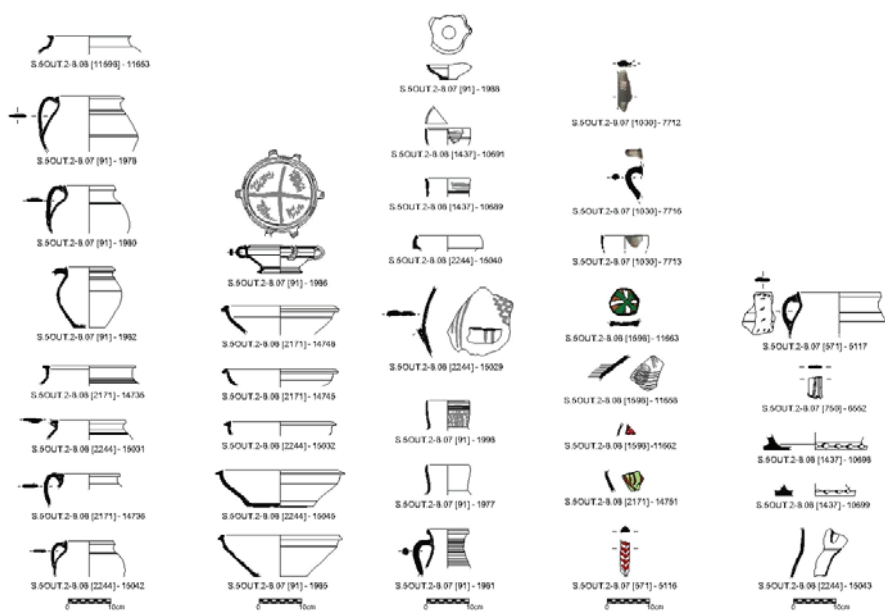 S.5OUT.2-8.08 [11598] - 11653
S.5OUT.2-8.07 [91] - 1978
S.5OUT.2-8.07 [91] - 1980
S.5OUT.2-8.07 [91] - 1982
S.5OUT.2-8.08 [2171] - 14735
S.5OUT.2-8.08 [2244] - 15031
S.5OUT.2-8.08 [2171] - 14736
S.5OUT.2-8.08 [2244] - 15042
0 10cm
S.5OUT.2-8.07 [91] - 1986
S.5OUT.2-8.08 [2171] - 14748
S.5OUT.2-8.08 [2171] - 14745
S.5OUT.2-8.08 [2244] - 15032
S.5OUT.2-8.08 [2244] - 15045
S.5OUT.2-8.07 [91] - 1985
0 10cm
S.5OUT.2-8.07 [91] - 1988
S.5OUT.2-8.08 [1437] - 10691
S.5OUT.2-8.08 [1437] - 10689
S.5OUT.2-8.08 [2244] - 15040
S.5OUT.2-8.08 [2244] - 15029
S.5OUT.2-8.07 [91] - 1998
S.5OUT.2-8.07 [91] - 1977
S.5OUT.2-8.07 [91] - 1981
0 10cm
S.5OUT.2-8.07 [1030] - 7712
S.5OUT.2-8.07 [1030] - 7716
S.5OUT.2-8.07 [1030] - 7713
S.5OUT.2-8.08 [1598] - 11663
S.5OUT.2-8.08 [1598] - 11658
S.5OUT.2-8.08 [1598] - 11662
S.5OUT.2-8.08 [2171] - 14751
S.5OUT.2-8.07 [571] - 5116
0 10cm
S.5OUT.2-8.07 [571] - 5117
S.5OUT.2-8.07 [759] - 6552
S.5OUT.2-8.08 [1437] - 10698
S.5OUT.2-8.08 [1437] - 10699
S.5OUT.2-8.08 [2244] - 15043
0 10cm